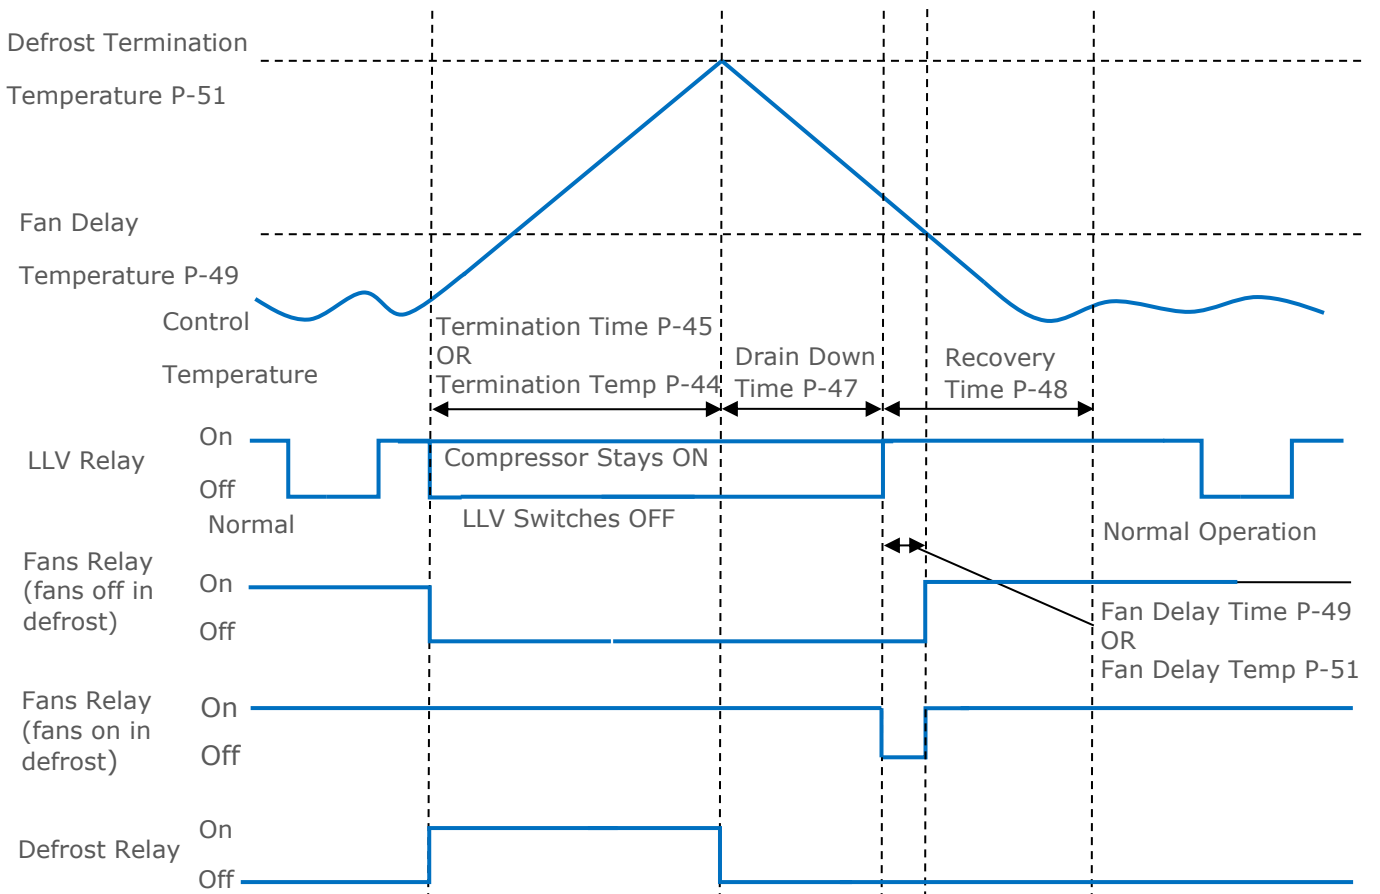 Defrost Termination
Temperature P-51
Fan Delay
Temperature P-49
Control
Temperature
Termination Time P-45
OR
Termination Temp P-44
Drain Down
Time P-47
Recovery
Time P-48
LLV Relay
On
Off
Compressor Stays ON
LLV Switches OFF
Normal
Normal Operation
Fans Relay
(fans off in
defrost)
On
Off
Fan Delay Time P-49
OR
Fan Delay Temp P-51
Fans Relay
(fans on in
defrost)
On
Off
Defrost Relay
On
Off